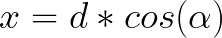 x = d * cos(α)